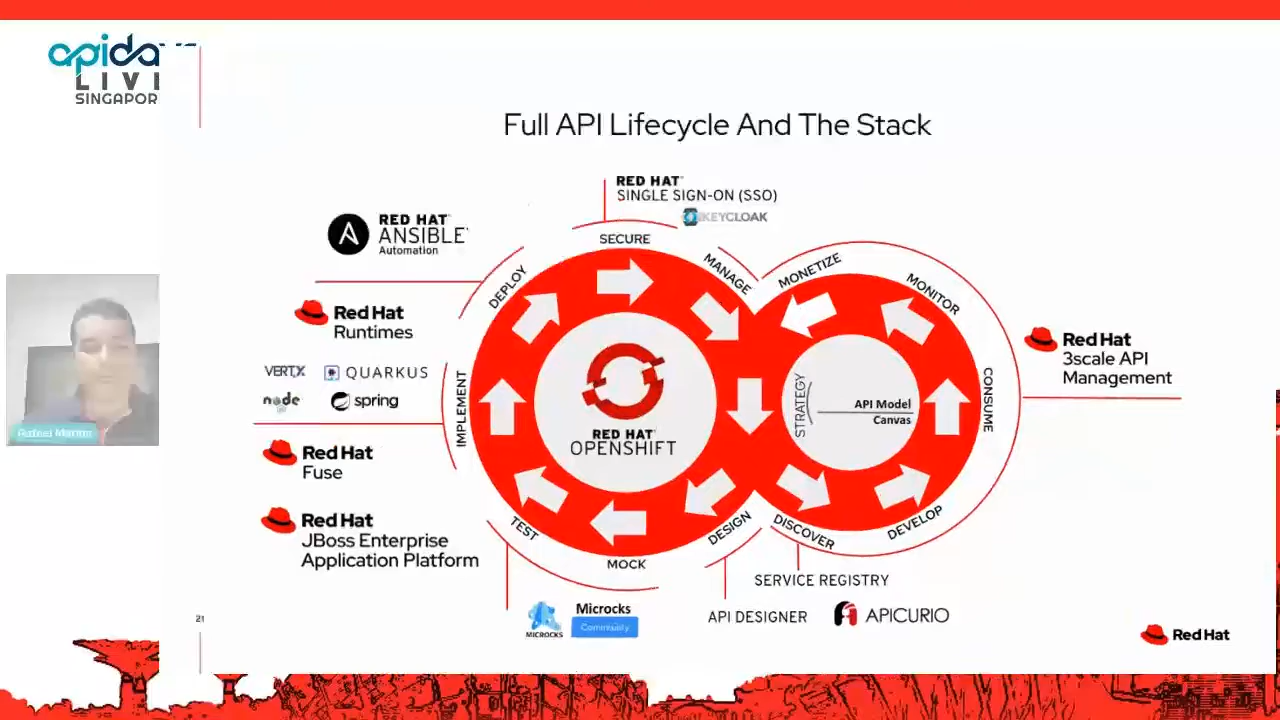 apida
LIVI
SINGAPOR
Full API Lifecycle And The Stack
RED HAT
SINGLE SIGN-ON (SSO)
KEYCLOAK
RED HAT
ANSIBLE
Automation
SECURE
DEPLOY
MANAGE
MONETIZE
MONITOR
Red Hat
Runtimes
VERT.X
QUARKUS
node
spring
IMPLEMENT
RED HAT
OPENSHIFT
STRATEGY
API Model
Canvas
CONSUME
Red Hat
3scale API
Management
Red Hat
Fuse
Red Hat
JBoss Enterprise
Application Platform
TEST
MOCK
DESIGN
DISCOVER
DEVELOP
SERVICE REGISTRY
API DESIGNER
APICURIO
MICROCKS
Microcks
Community
21
Red Hat